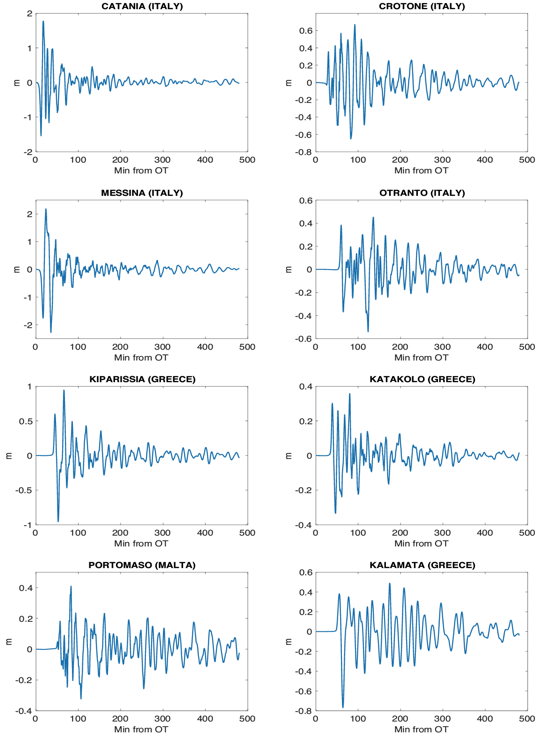 CATANIA (ITALY)
2
1
0
-1
-2
m
0 100 200 300 400 500
Min from OT
CROTONE (ITALY)
0.6
0.4
0.2
0
-0.2
-0.4
-0.6
-0.8
m
0 100 200 300 400 500
Min from OT
MESSINA (ITALY)
2
1
0
-1
-2
m
0 100 200 300 400 500
Min from OT
OTRANTO (ITALY)
0.6
0.4
0.2
0
-0.2
-0.4
-0.6
m
0 100 200 300 400 500
Min from OT
KIPARISSIA (GREECE)
1
0.5
0
-0.5
-1
m
0 100 200 300 400 500
Min from OT
KATAKOLO (GREECE)
0.4
0.2
0
-0.2
-0.4
m
0 100 200 300 400 500
Min from OT
PORTOMASO (MALTA)
0.4
0.2
0
-0.2
-0.4
m
0 100 200 300 400 500
Min from OT
KALAMATA (GREECE)
0.6
0.4
0.2
0
-0.2
-0.4
-0.6
-0.8
m
0 100 200 300 400 500
Min from OT